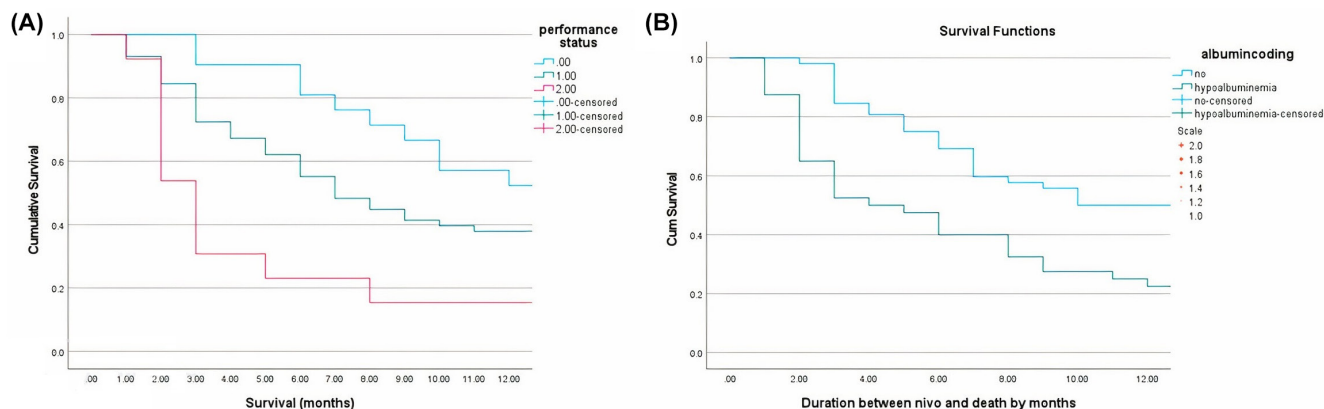 (A)
performance
status
.00
1.00
2.00
.00-censored
1.00-censored
2.00-censored
Cumulative Survival
1.0
0.8
0.6
0.4
0.2
0.0
.00 1.00 2.00 3.00 4.00 5.00 6.00 7.00 8.00 9.00 10.00 11.00 12.00
Survival (months)
(B)
Survival Functions
albumincoding
no
hypoalbuminemia
no-censored
hypoalbuminemia-censored
Scale
2.0
1.8
1.6
1.4
1.2
1.0
Cum Survival
1.0
0.8
0.6
0.4
0.2
0.0
.00 2.00 4.00 6.00 8.00 10.00 12.00
Duration between nivo and death by months